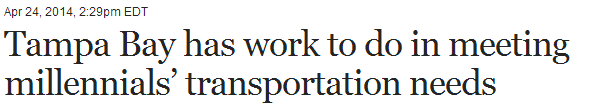 Apr 24, 2014, 2:29pm EDT
Tampa Bay has work to do in meeting
millennials’ transportation needs